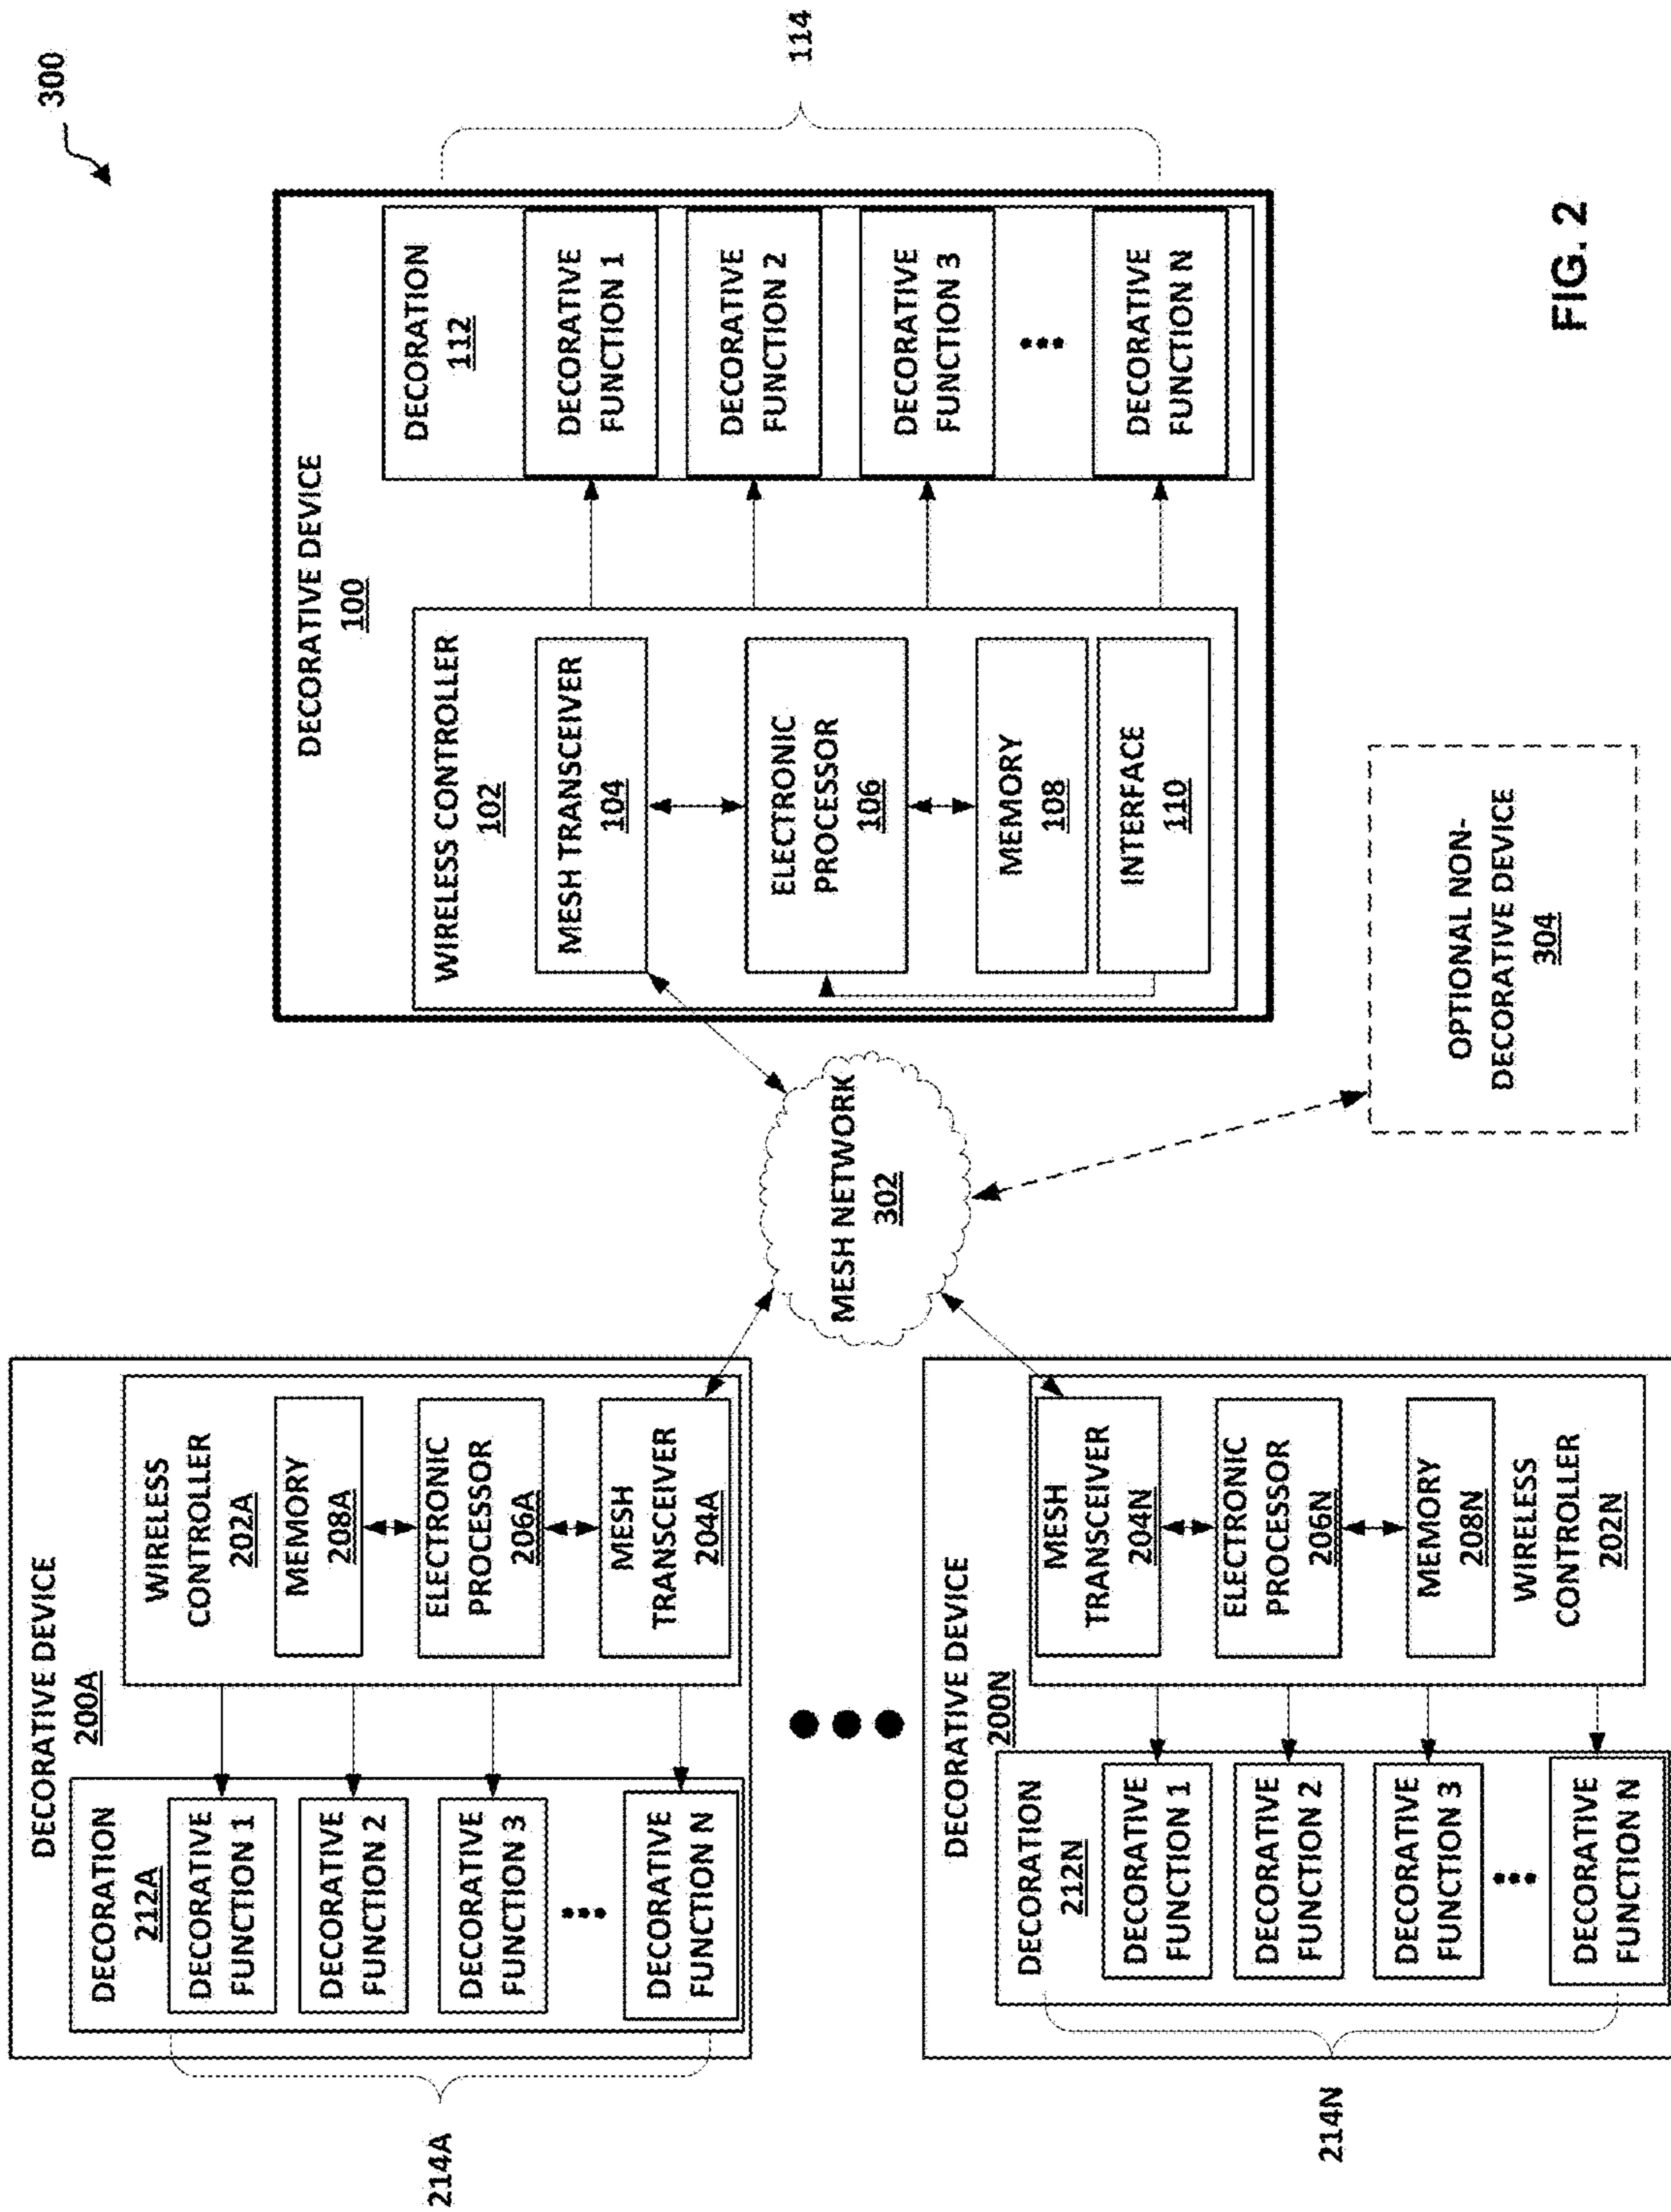 300
DECORATIVE DEVICE
200A
DECORATION
212A
DECORATIVE
FUNCTION 1
DECORATIVE
FUNCTION 2
DECORATIVE
FUNCTION 3
DECORATIVE
FUNCTION N
214A
WIRELESS
CONTROLLER
202A
MEMORY
208A
ELECTRONIC
PROCESSOR
206A
MESH
TRANSCEIVER
204A
DECORATIVE DEVICE
200N
DECORATION
212N
DECORATIVE
FUNCTION 1
DECORATIVE
FUNCTION 2
DECORATIVE
FUNCTION 3
DECORATIVE
FUNCTION N
214N
MESH
TRANSCEIVER
204N
ELECTRONIC
PROCESSOR
206N
MEMORY
208N
WIRELESS
CONTROLLER
202N
MESH NETWORK
302
DECORATIVE DEVICE
100
WIRELESS CONTROLLER
102
MESH TRANSCEIVER
104
ELECTRONIC
PROCESSOR
106
MEMORY
108
INTERFACE
110
DECORATION
112
DECORATIVE
FUNCTION 1
DECORATIVE
FUNCTION 2
DECORATIVE
FUNCTION 3
DECORATIVE
FUNCTION N
114
OPTIONAL NON-
DECORATIVE DEVICE
304
FIG. 2